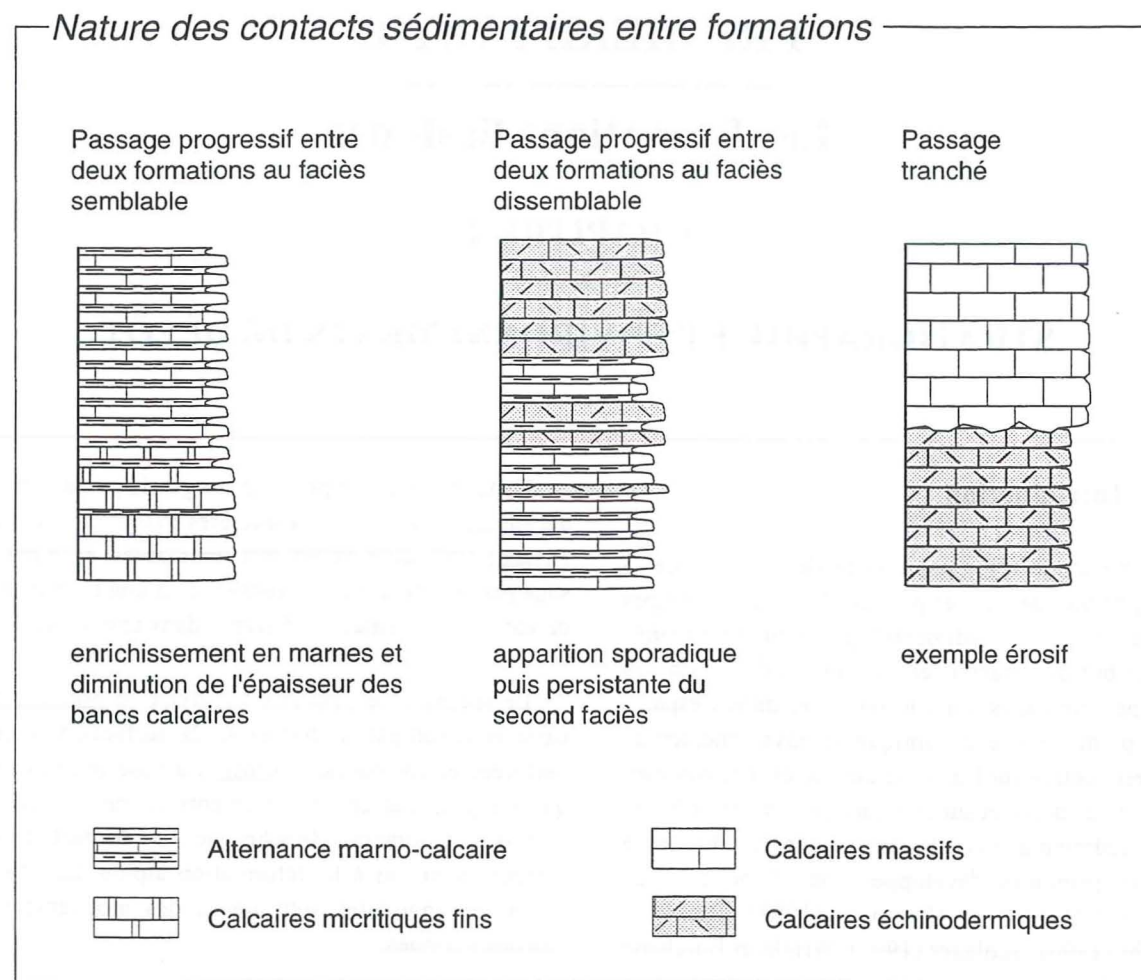 Nature des contacts sédimentaires entre formations
Passage progressif entre
deux formations au faciès
semblable
Passage progressif entre
deux formations au faciès
dissemblable
Passage
tranché
enrichissement en marnes et
diminution de l'épaisseur des
bancs calcaires
apparition sporadique
puis persistante du
second faciès
exemple érosif
Alternance marno-calcaire
Calcaires massifs
Calcaires micritiques fins
Calcaires échinodermiques